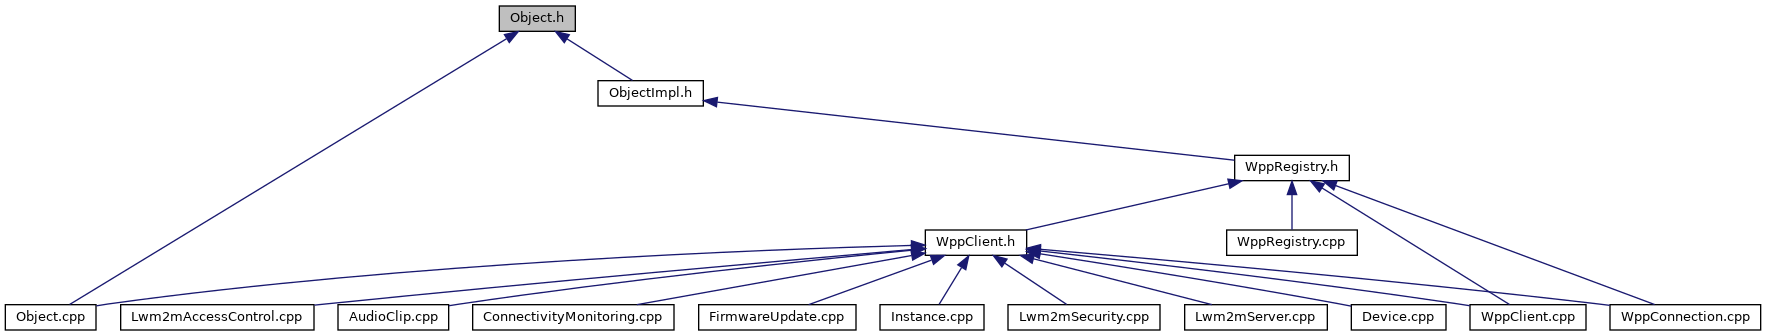 Object.h
ObjectImpl.h
WppRegistry.h
WppClient.h
WppRegistry.cpp
Object.cpp
Lwm2mAccessControl.cpp
AudioClip.cpp
ConnectivityMonitoring.cpp
FirmwareUpdate.cpp
Instance.cpp
Lwm2mSecurity.cpp
Lwm2mServer.cpp
Device.cpp
WppClient.cpp
WppConnection.cpp